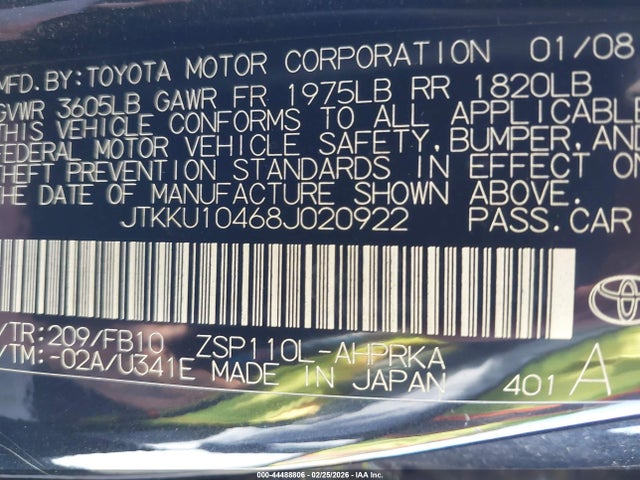 MFD.BY:TOYOTA MOTOR CORPORATION 01/08
GVWR 3605LB GAWR FR 1975LB RR 1820LB
THIS VEHICLE CONFORMS TO ALL APPLICABLE
FEDERAL MOTOR VEHICLE SAFETY, BUMPER, AND
THEFT PREVENTION STANDARDS IN EFFECT ON
THE DATE OF MANUFACTURE SHOWN ABOVE.
JTKKU10468J020922 PASS.CAR
/TR:209/FB10 ZSP110L-AHPRKA
/TM:-02A/U341E MADE IN JAPAN 401 A
000-44488806 - 02/25/2026 - IAA Inc.